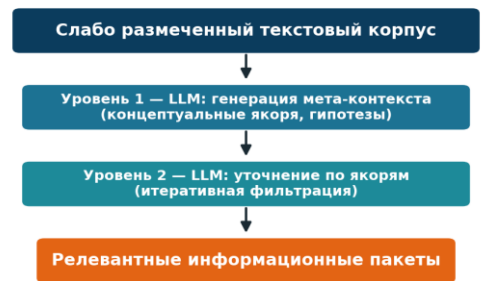 Слабо размеченный текстовый корпус
Уровень 1 — LLM: генерация мета-контекста
(концептуальные якоря, гипотезы)
Уровень 2 — LLM: уточнение по якорям
(итеративная фильтрация)
Релевантные информационные пакеты